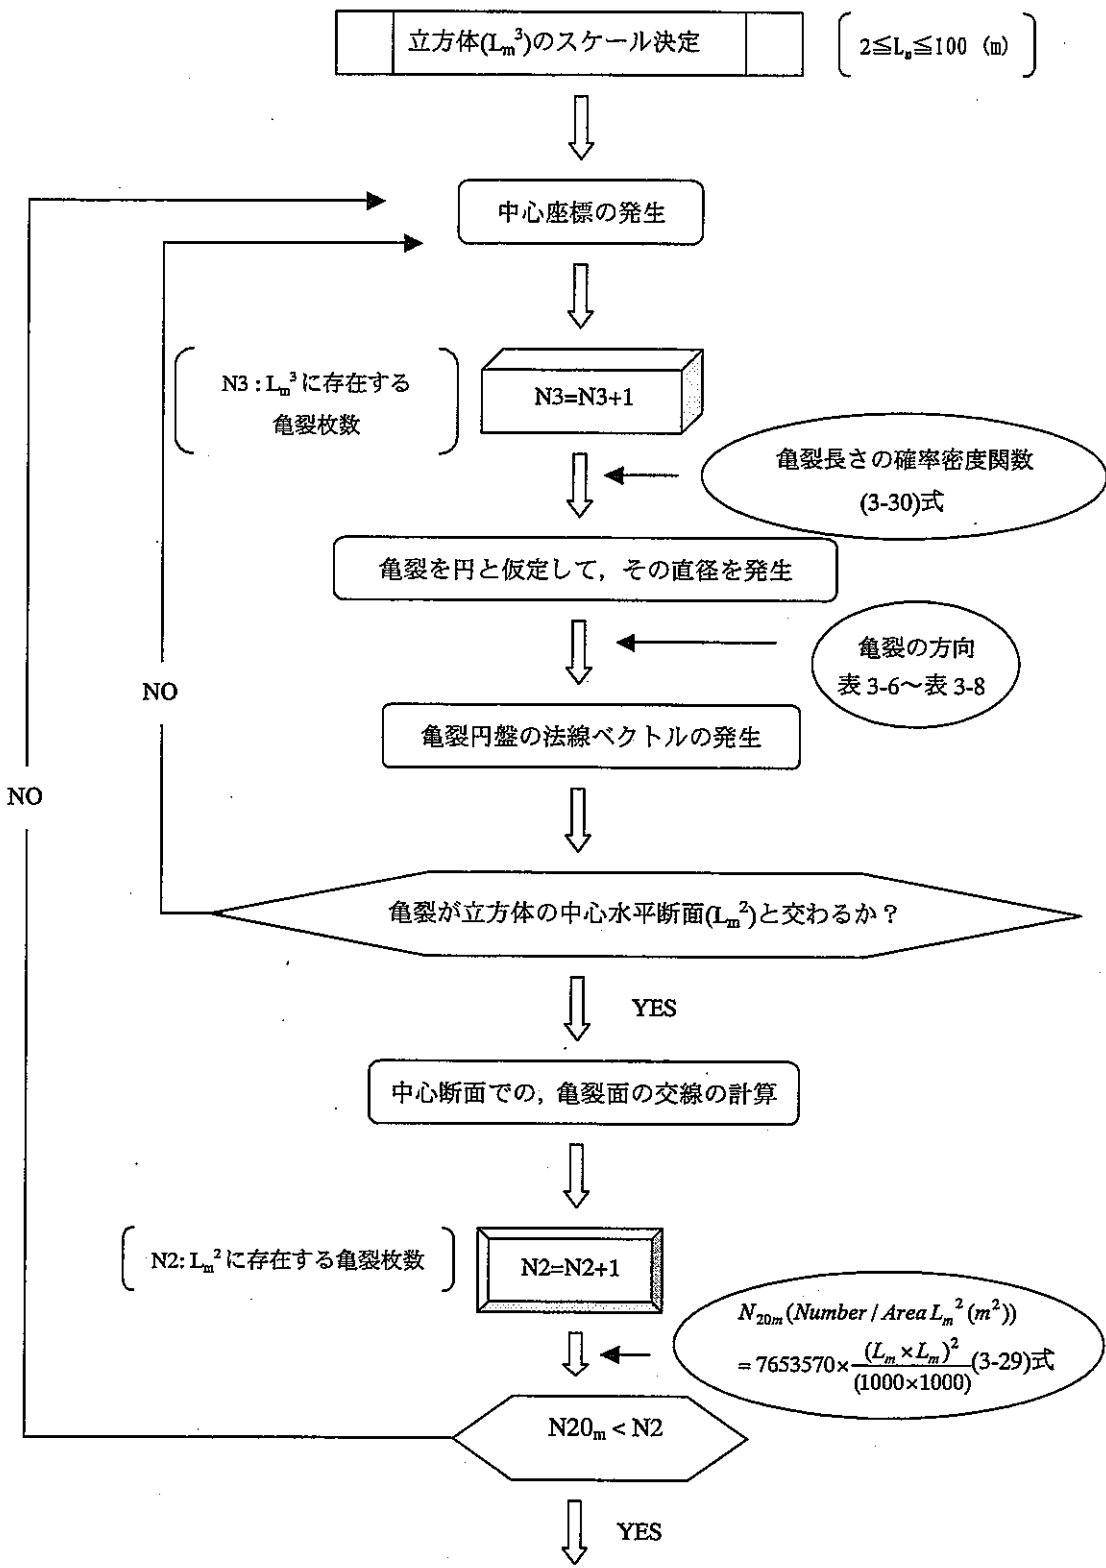 立方体(Lm³)のスケール決定
2≦Lm≦100 (m)
中心座標の発生
N3 : Lm³に存在する
亀裂枚数
N3=N3+1
亀裂長さの確率密度関数
(3-30)式
亀裂を円と仮定して，その直径を発生
亀裂の方向
表 3-6～表 3-8
NO
亀裂円盤の法線ベクトルの発生
NO
亀裂が立方体の中心水平断面(Lm²)と交わるか？
YES
中心断面での，亀裂面の交線の計算
N2: Lm²に存在する亀裂枚数
N2=N2+1
N20m (Number / Area Lm² (m²))
= 7653570 × (Lm × Lm)² / (1000×1000) (3-29)式
N20m < N2
YES